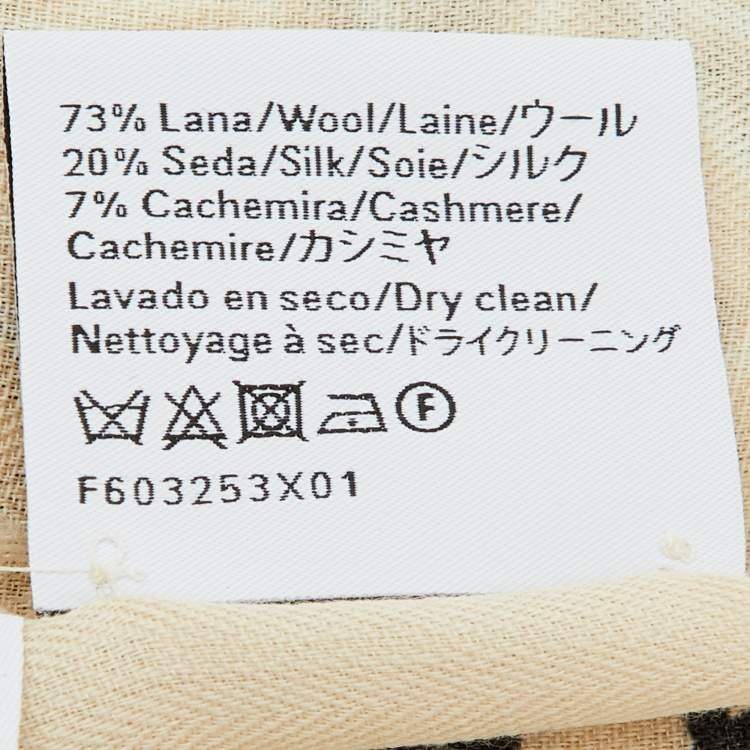 73% Lana/Wool/Laine/ウール
20% Seda/Silk/Soie/シルク
7% Cachemira/Cashmere/
Cachemire/カシミヤ
Lavado en seco/Dry clean/
Nettoyage à sec/ドライクリーニング
F
F603253X01